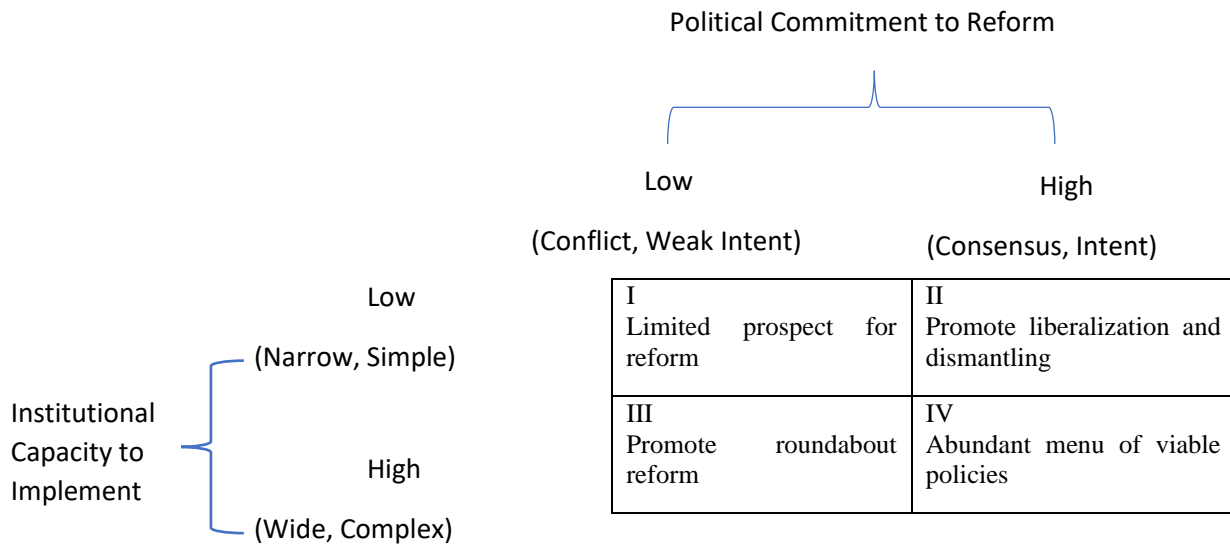 Political Commitment to Reform
Low
High
(Conflict, Weak Intent)
(Consensus, Intent)
Low
(Narrow, Simple)
Institutional
Capacity to
Implement
High
(Wide, Complex)
I
Limited prospect for
reform
II
Promote liberalization and
dismantling
III
Promote roundabout
reform
IV
Abundant menu of viable
policies